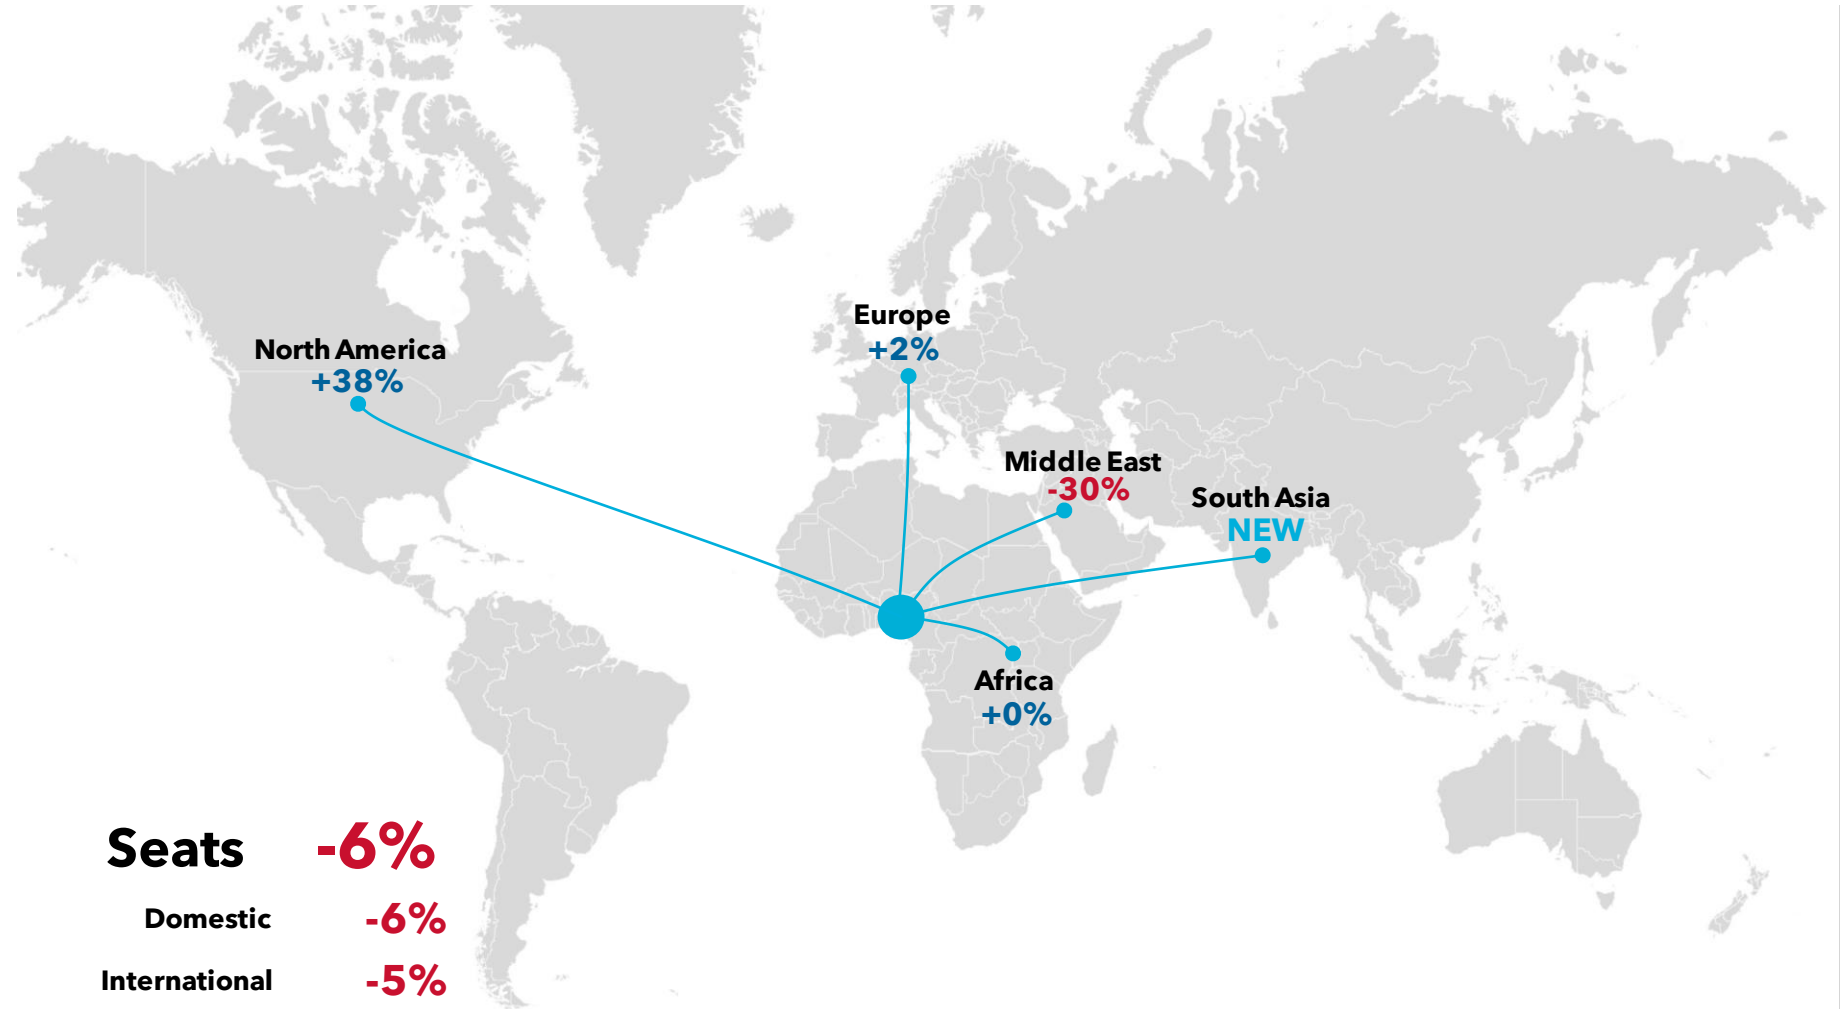 Europe
+2%
North America
+38%
Middle East
-30%
South Asia
NEW
Africa
+0%
Seats -6%
Domestic -6%
International -5%